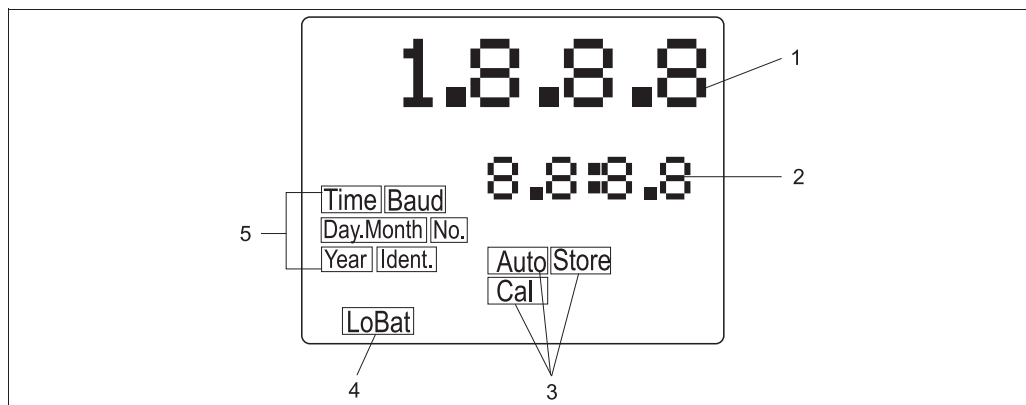 1.8.8.8
1
8.8:8.8
2
Time Baud
Day.Month No.
5
Year Ident.
Auto Store
Cal
LoBat
4
3